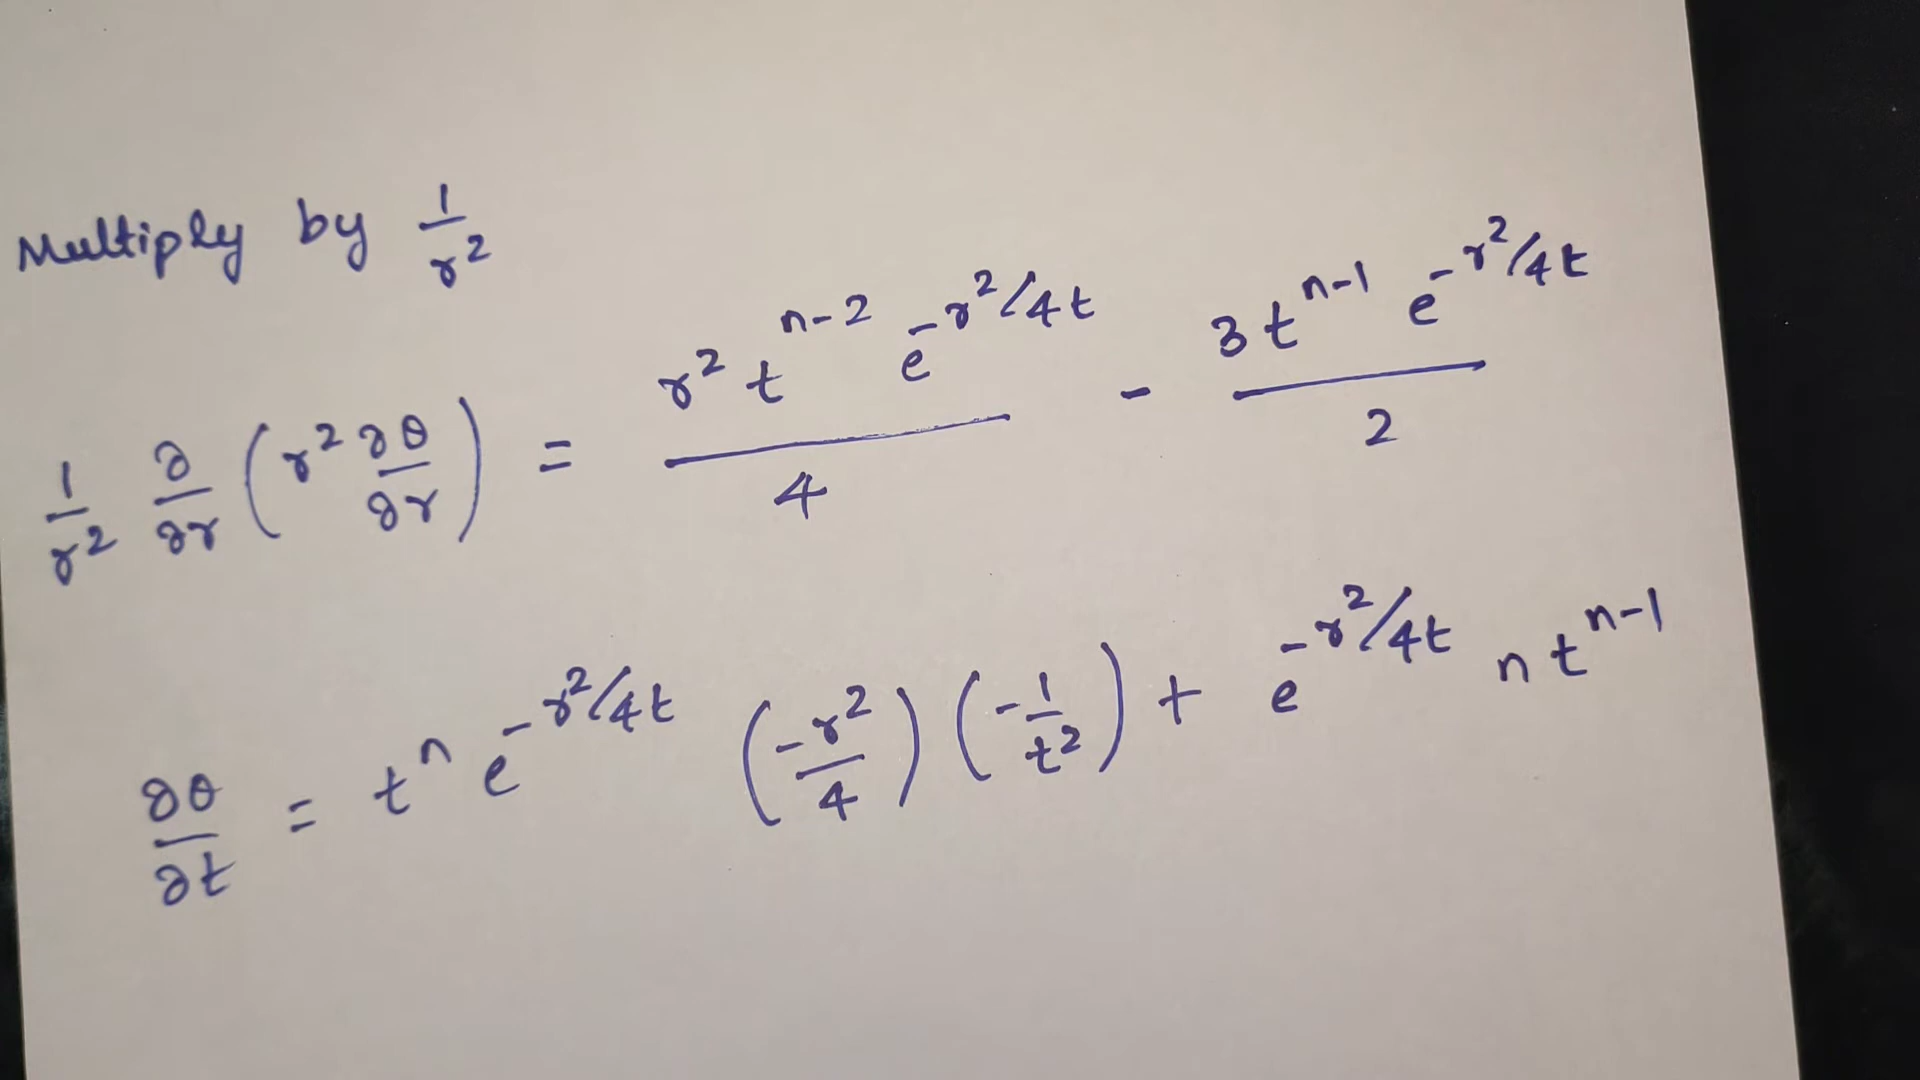 Multiply by 1/r²
1/r² ∂/∂r (r² ∂θ/∂r) = r² t^(n-2) e^(-r²/4t) / 4 - 3 t^(n-1) e^(-r²/4t) / 2
∂θ/∂t = t^n e^(-r²/4t) (-r²/4) (-1/t²) + e^(-r²/4t) n t^(n-1)